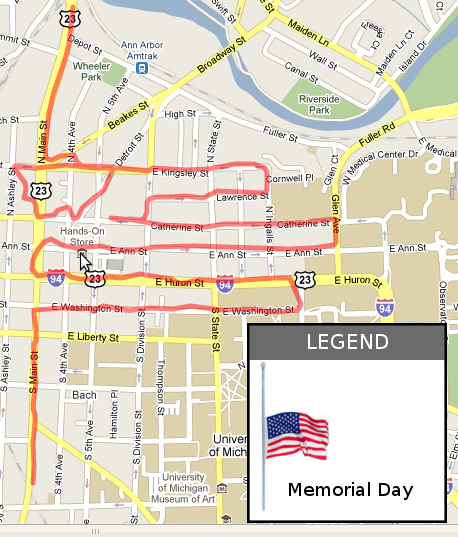 23
Depot St
Swift St
Maiden Ln
Maiden Ln Ct
Island Dr
Ann Arbor
Amtrak
Broadway St
Wall St
Canal St
Wheeler
Park
N 5th Ave
Beakes St
Riverside
Park
High St
N State St
Fuller St
Fuller Rd
N Main St
N 4th Ave
Detroit St
Glen Ct
W Medical Center Dr
E Medical
N Ashley St
23
E Kingsley St
Cornwell Pl
Lawrence St
N Ingalls St
Glen Ave
Catherine St
Catherine St
Hands-On
Store
Ann St
E Ann St
E Ann St
E Ann St
E Ann St
94
23
E Huron St
94
23
E Huron St
94
Observato
E Washington St
E Washington St
E Liberty St
S Division St
S State St
S Ashley St
S Main St
S 4th Ave
Thompson St
Bach
Hamilton Pl
S 5th Ave
S Division St
S 4th Ave
Univer
of Mich
University
of Michigan
Museum of Art
Elm
LEGEND
Memorial Day